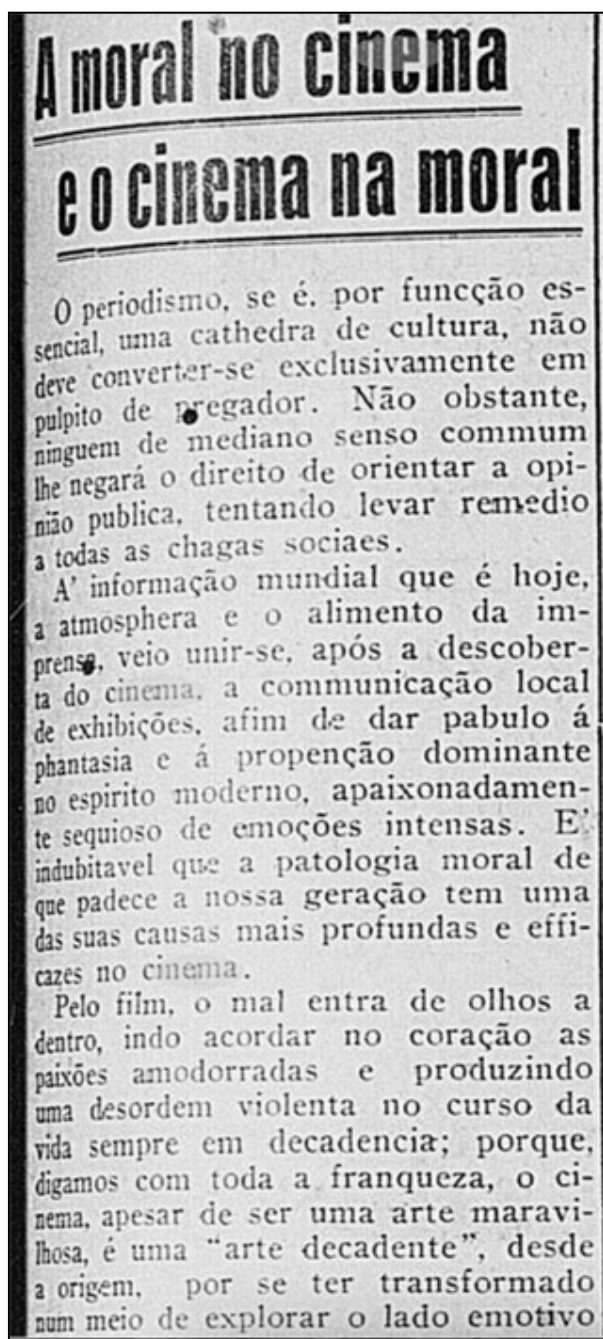 A moral no cinema
e o cinema na moral
O periodismo, se é, por funcção es-
sencial, uma cathedra de cultura, não
deve converter-se exclusivamente em
pulpito de pregador. Não obstante,
ninguem de mediano senso commum
lhe negará o direito de orientar a opi-
nião publica, tentando levar remedio
a todas as chagas sociaes.
A' informação mundial que é hoje,
a atmosphera e o alimento da im-
prensa, veio unir-se, após a descober-
ta do cinema, a communicação local
de exhibições, afim de dar pabulo á
phantasia e á propenção dominante
no espirito moderno, apaixonadamen-
te sequioso de emoções intensas. E'
indubitavel que a patologia moral de
que padece a nossa geração tem uma
das suas causas mais profundas e effi-
cazes no cinema.
Pelo film, o mal entra de olhos a
dentro, indo acordar no coração as
paixões amodorradas e produzindo
uma desordem violenta no curso da
vida sempre em decadencia; porque,
digamos com toda a franqueza, o ci-
nema, apesar de ser uma arte maravi-
lhosa, é uma "arte decadente", desde
a origem, por se ter transformado
num meio de explorar o lado emotivo